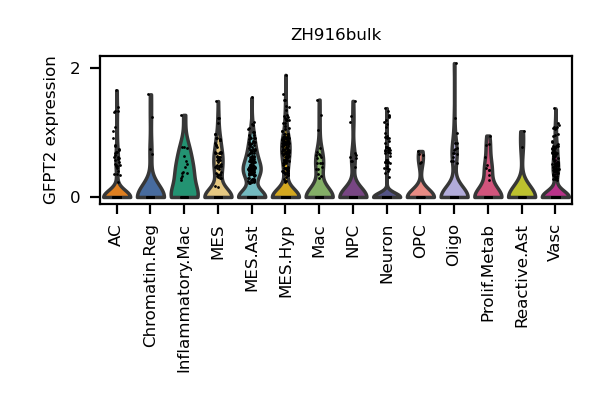 ZH916bulk
GFPT2 expression
2
0
AC
Chromatin.Reg
Inflammatory.Mac
MES
MES.Ast
MES.Hyp
Mac
NPC
Neuron
OPC
Oligo
Prolif.Metab
Reactive.Ast
Vasc